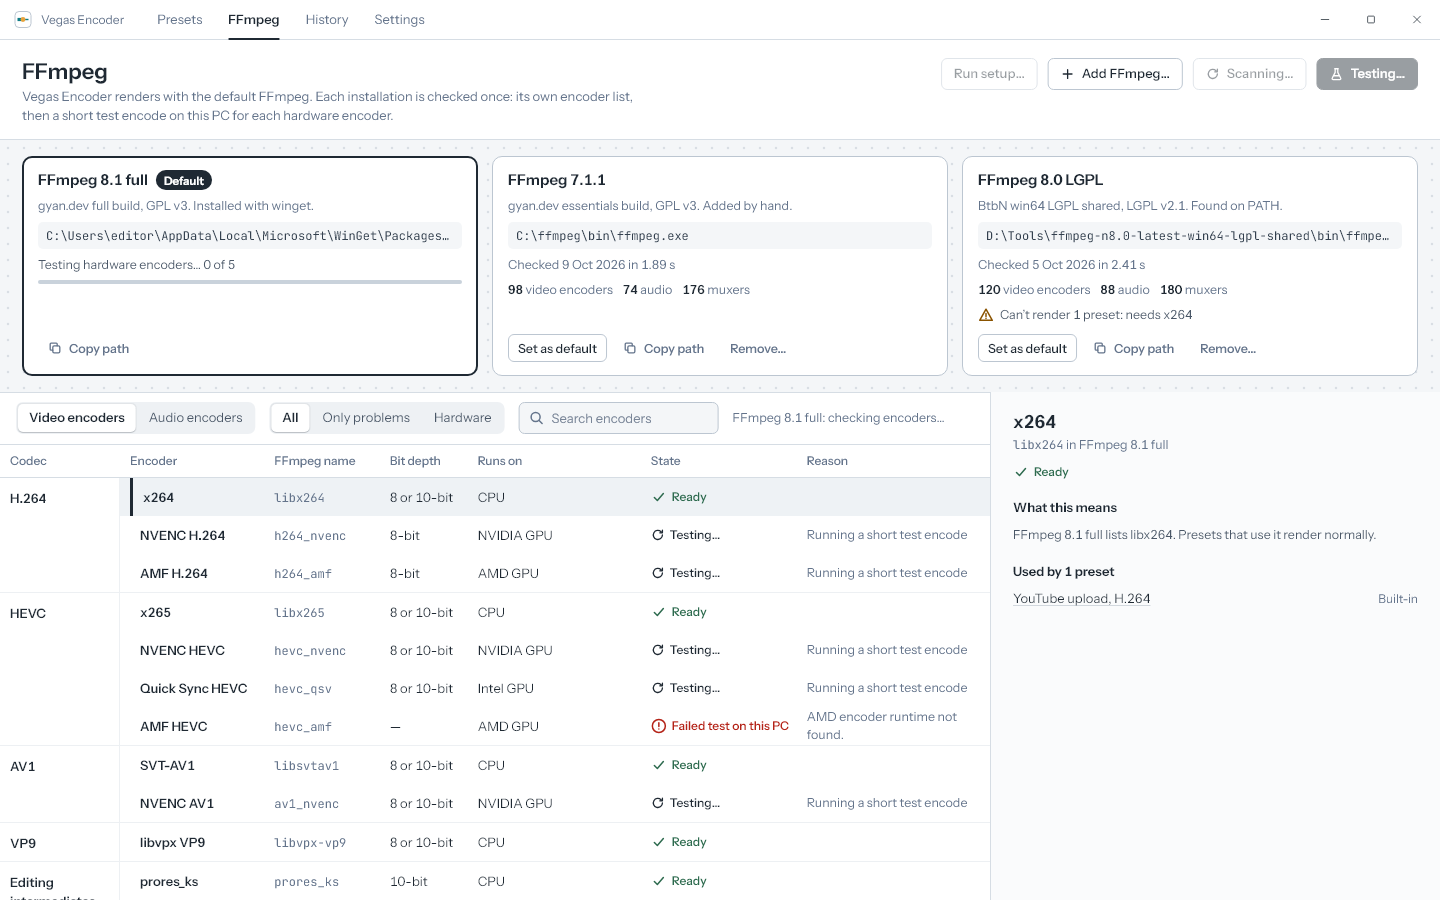 Vegas Encoder Presets FFmpeg History Settings
FFmpeg
Vegas Encoder renders with the default FFmpeg. Each installation is checked once: its own encoder list,
then a short test encode on this PC for each hardware encoder.
Run setup... Add FFmpeg... Scanning... Testing...
FFmpeg 8.1 full Default
gyan.dev full build, GPL v3. Installed with winget.
C:\Users\editor\AppData\Local\Microsoft\WinGet\Packages…
Testing hardware encoders... 0 of 5
Copy path
FFmpeg 7.1.1
gyan.dev essentials build, GPL v3. Added by hand.
C:\ffmpeg\bin\ffmpeg.exe
Checked 9 Oct 2026 in 1.89 s
98 video encoders 74 audio 176 muxers
Set as default Copy path Remove...
FFmpeg 8.0 LGPL
BtbN win64 LGPL shared, LGPL v2.1. Found on PATH.
D:\Tools\ffmpeg-n8.0-latest-win64-lgpl-shared\bin\ffmpe…
Checked 5 Oct 2026 in 2.41 s
120 video encoders 88 audio 180 muxers
Can't render 1 preset: needs x264
Set as default Copy path Remove...
Video encoders Audio encoders All Only problems Hardware Search encoders FFmpeg 8.1 full: checking encoders...
Codec Encoder FFmpeg name Bit depth Runs on State Reason
H.264 x264 libx264 8 or 10-bit CPU Ready
NVENC H.264 h264_nvenc 8-bit NVIDIA GPU Testing... Running a short test encode
AMF H.264 h264_amf 8-bit AMD GPU Testing... Running a short test encode
HEVC x265 libx265 8 or 10-bit CPU Ready
NVENC HEVC hevc_nvenc 8 or 10-bit NVIDIA GPU Testing... Running a short test encode
Quick Sync HEVC hevc_qsv 8 or 10-bit Intel GPU Testing... Running a short test encode
AMF HEVC hevc_amf — AMD GPU Failed test on this PC AMD encoder runtime not
found.
AV1 SVT-AV1 libsvtav1 8 or 10-bit CPU Ready
NVENC AV1 av1_nvenc 8 or 10-bit NVIDIA GPU Testing... Running a short test encode
VP9 libvpx VP9 libvpx-vp9 8 or 10-bit CPU Ready
Editing prores_ks prores_ks 10-bit CPU Ready
x264
libx264 in FFmpeg 8.1 full
Ready
What this means
FFmpeg 8.1 full lists libx264. Presets that use it render normally.
Used by 1 preset
YouTube upload, H.264 Built-in